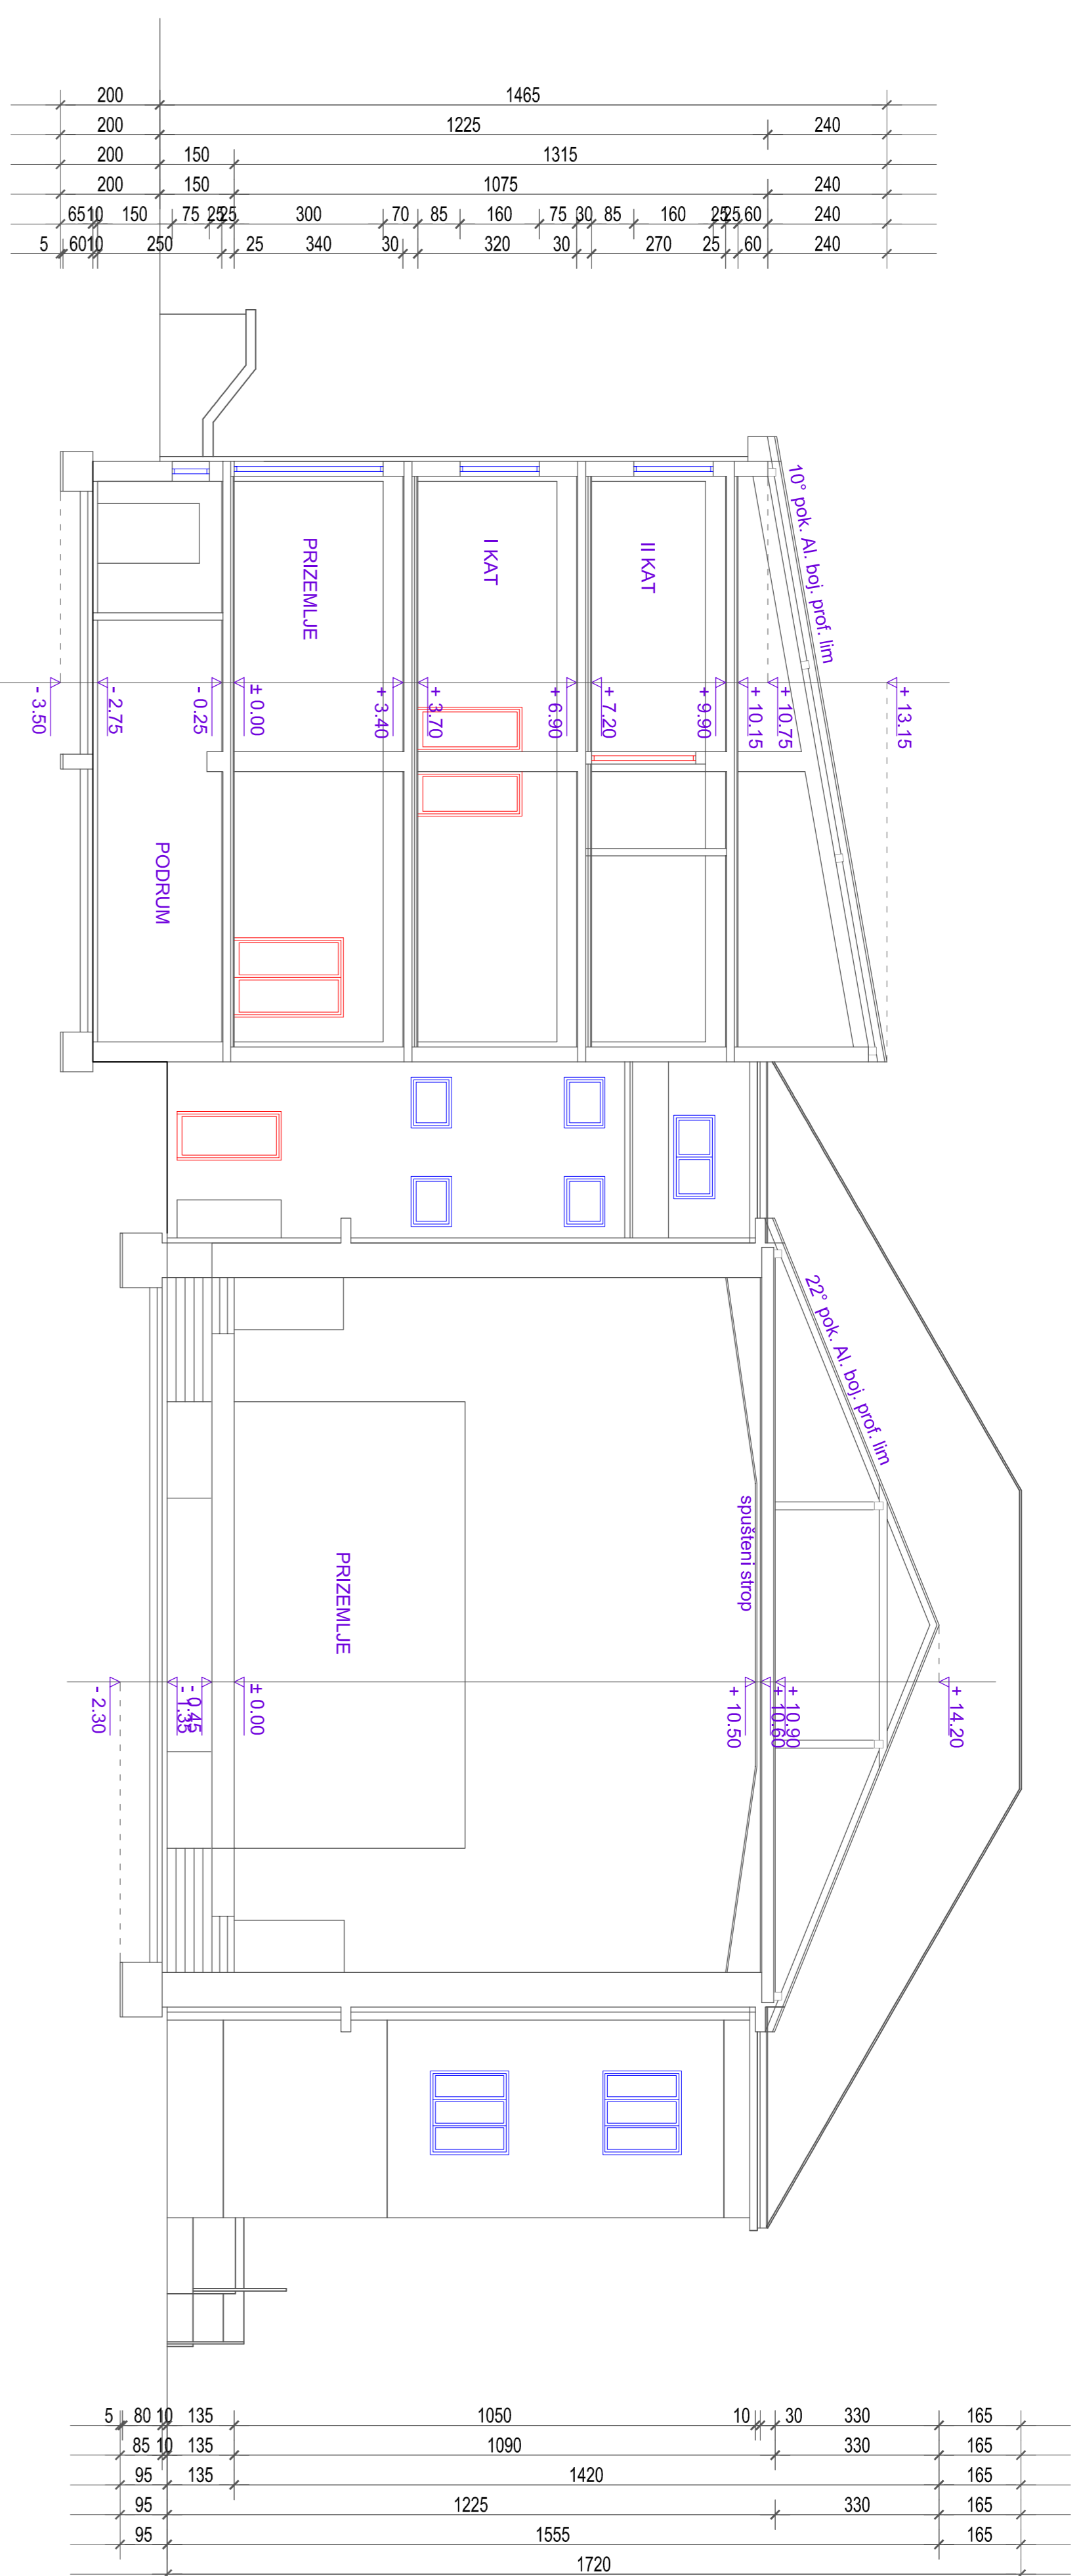 200 1465
200 1225 240
200 150 1315
200 150 1075 240
65 10 150 75 25 25 300 70 85 160 75 30 85 160 25 25 60 240
5 60 10 250 25 340 30 320 30 270 25 60 240
10° pok. Al. boj. prof. lim
PRIZEMLJE
I KAT
II KAT
- 3.50
- 2.75
- 0.25
± 0.00
+ 3.40
+ 3.70
+ 6.90
+ 7.20
+ 9.90
+ 10.15
+ 10.75
+ 13.15
PODRUM
22° pok. Al. boj. prof. lim
spušteni strop
PRIZEMLJE
- 2.30
- 1.35
- 0.45
± 0.00
+ 10.50
+ 10.60
+ 10.90
+ 14.20
5 80 10 135 1050 10 30 330 165
85 10 135 1090 330 165
95 135 1420 165
95 1225 330 165
95 1555 165
1720